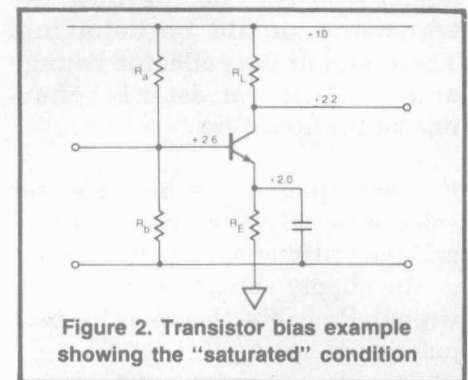 +10
Ra
RL
+2.2
+2.6
+2.0
Rb
RE
Figure 2. Transistor bias example
showing the "saturated" condition